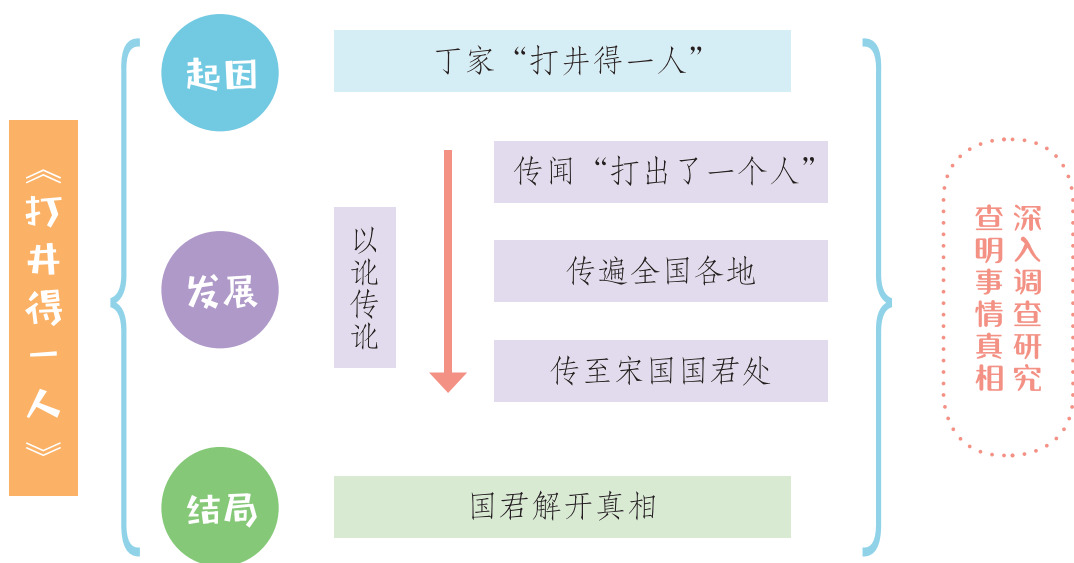 《打井得一人》
起因
丁家“打井得一人”
发展
以讹传讹
传闻“打出了一个人”
传遍全国各地
传至宋国国君处
结局
国君解开真相
深入调查研究
查明事情真相